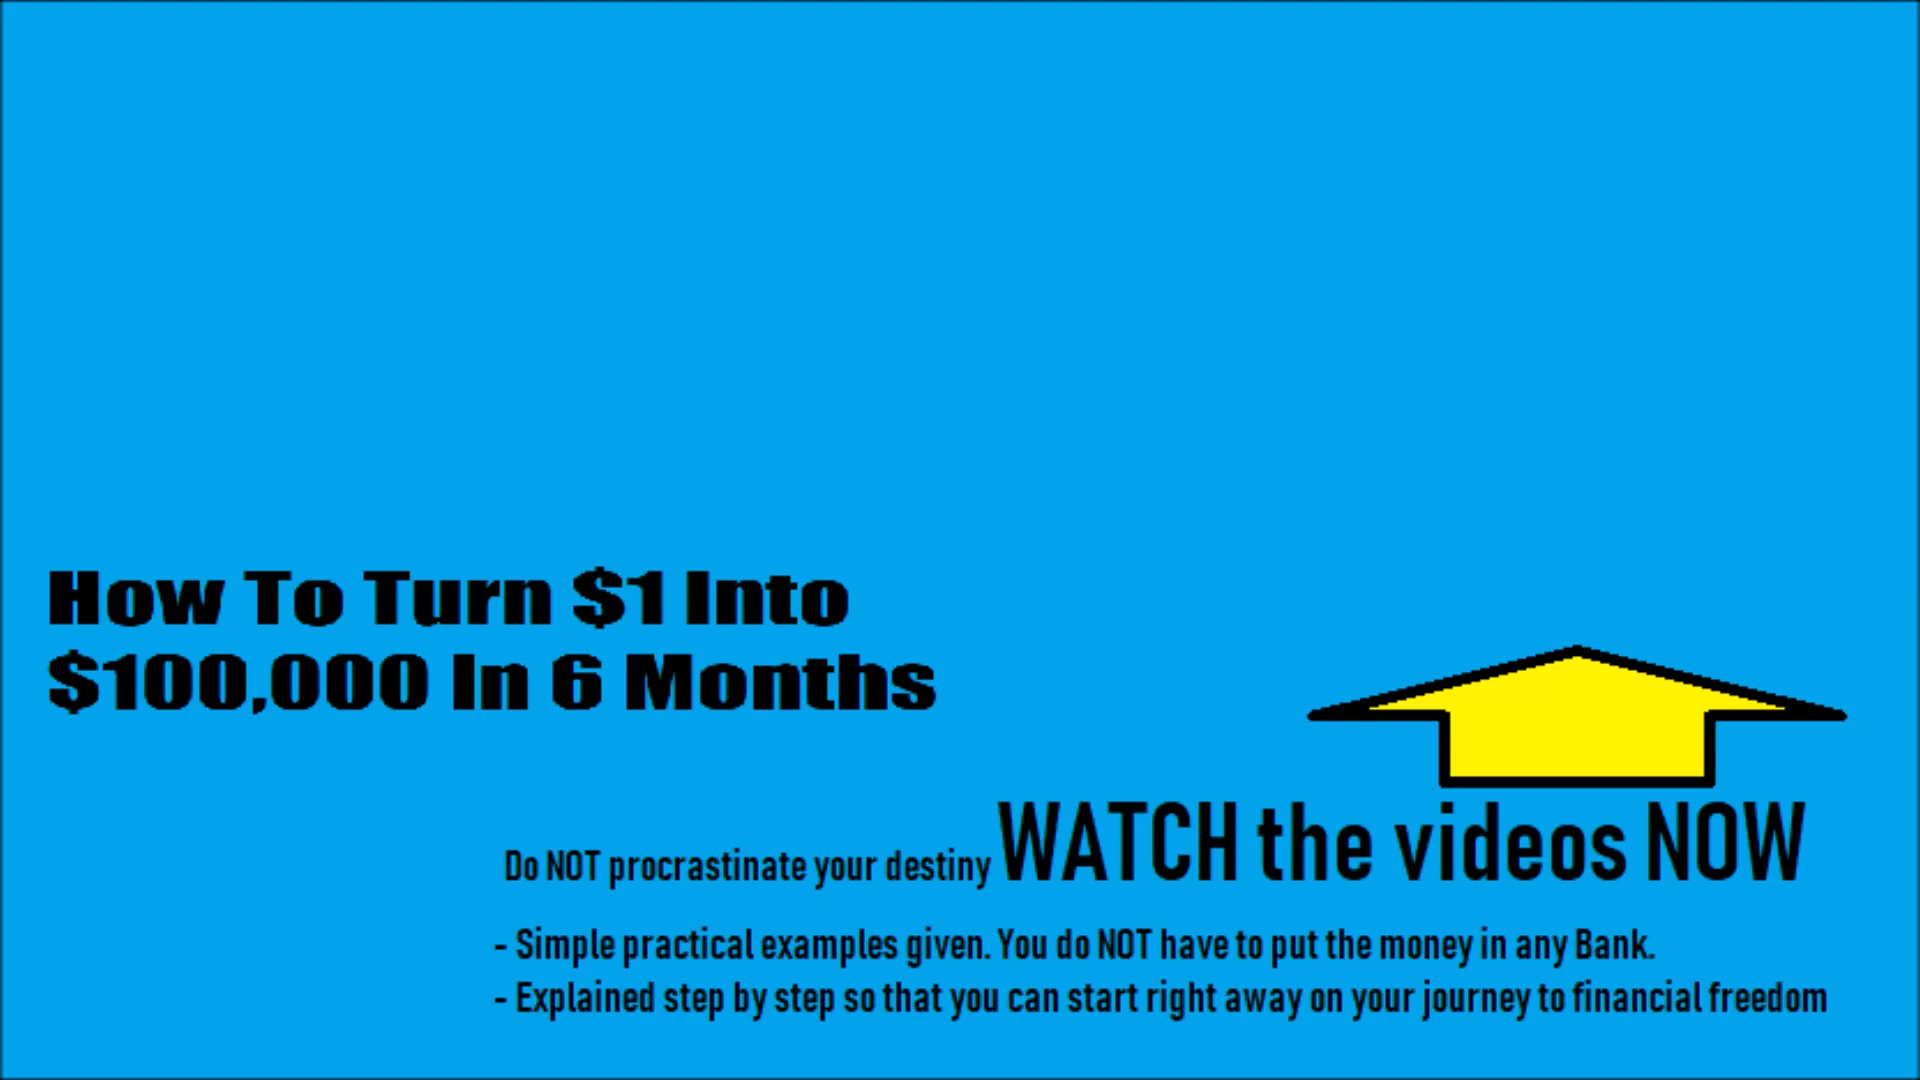 How To Turn $1 Into
$100,000 In 6 Months
Do NOT procrastinate your destiny WATCH the videos NOW
- Simple practical examples given. You do NOT have to put the money in any Bank.
- Explained step by step so that you can start right away on your journey to financial freedom